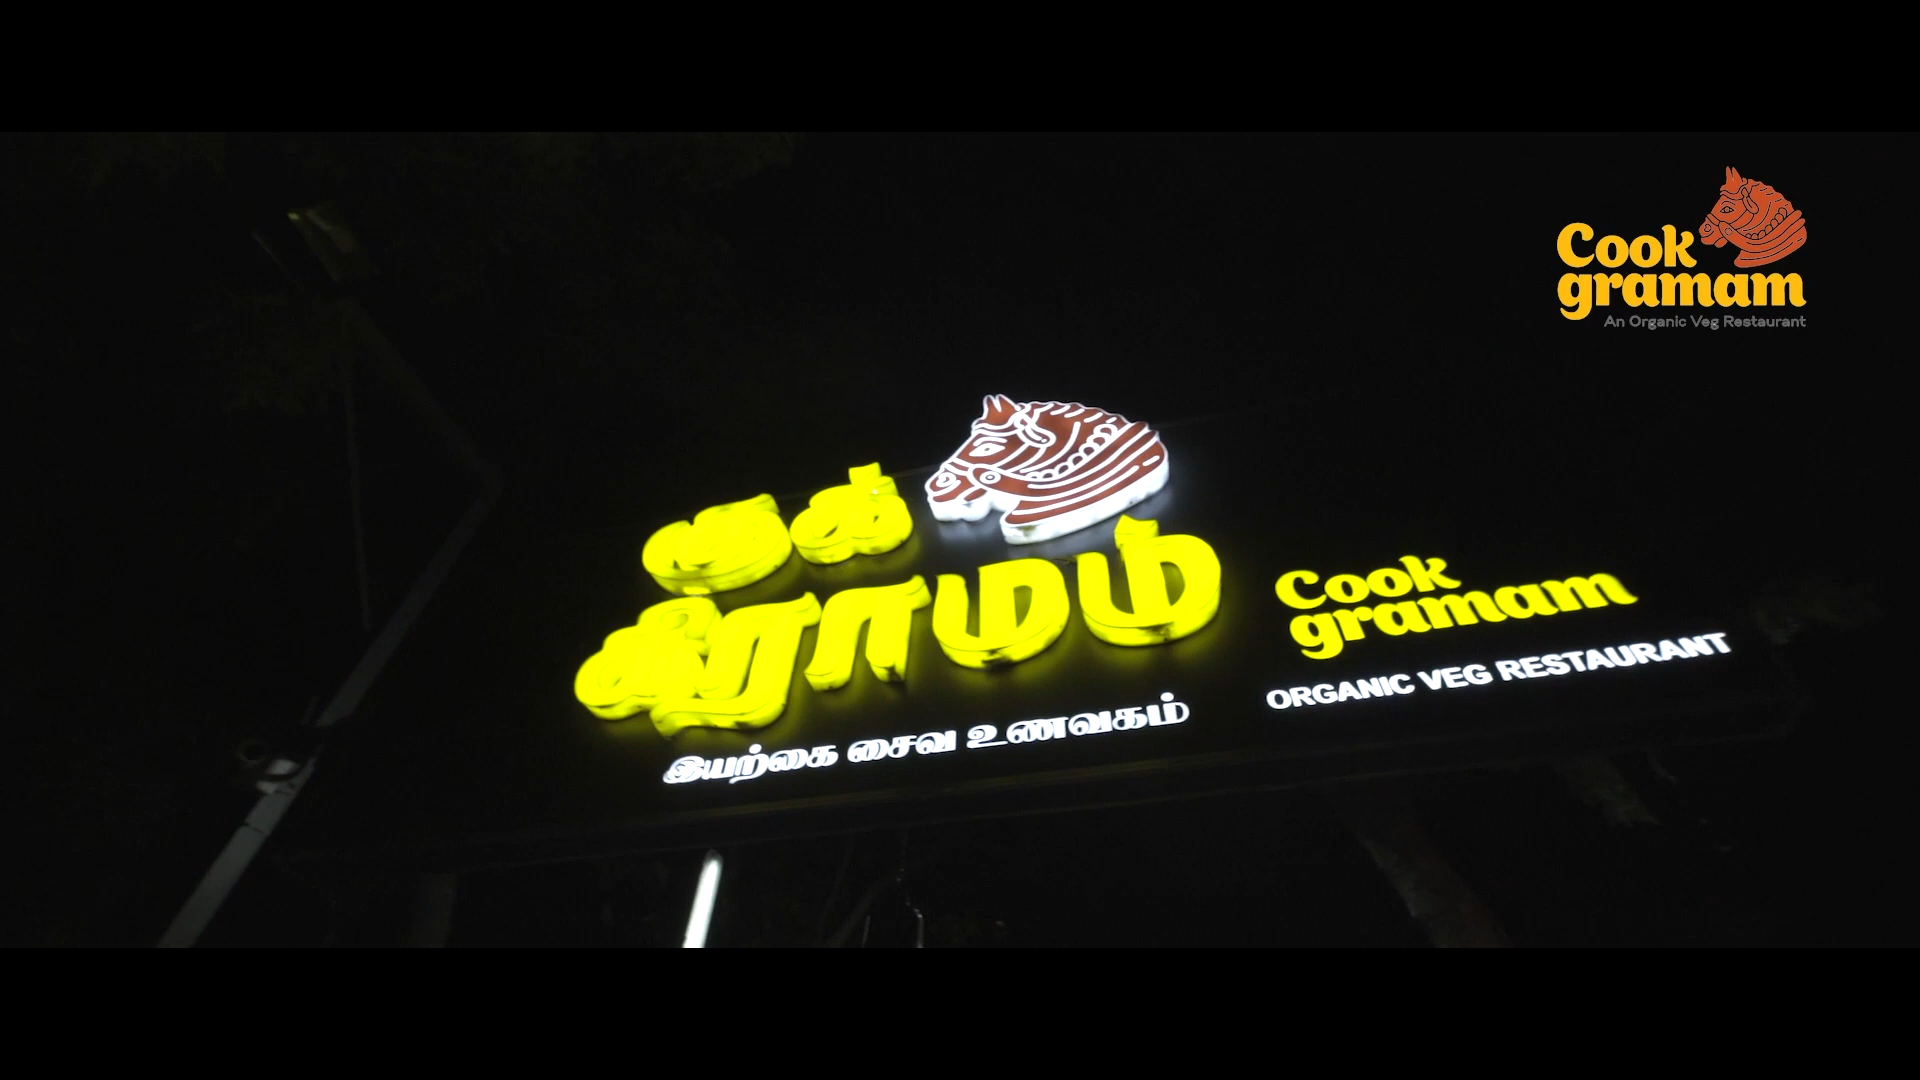 Cook
gramam
An Organic Veg Restaurant
குக்
கிராமம்
இயற்கை சைவ உணவகம்
Cook
gramam
ORGANIC VEG RESTAURANT